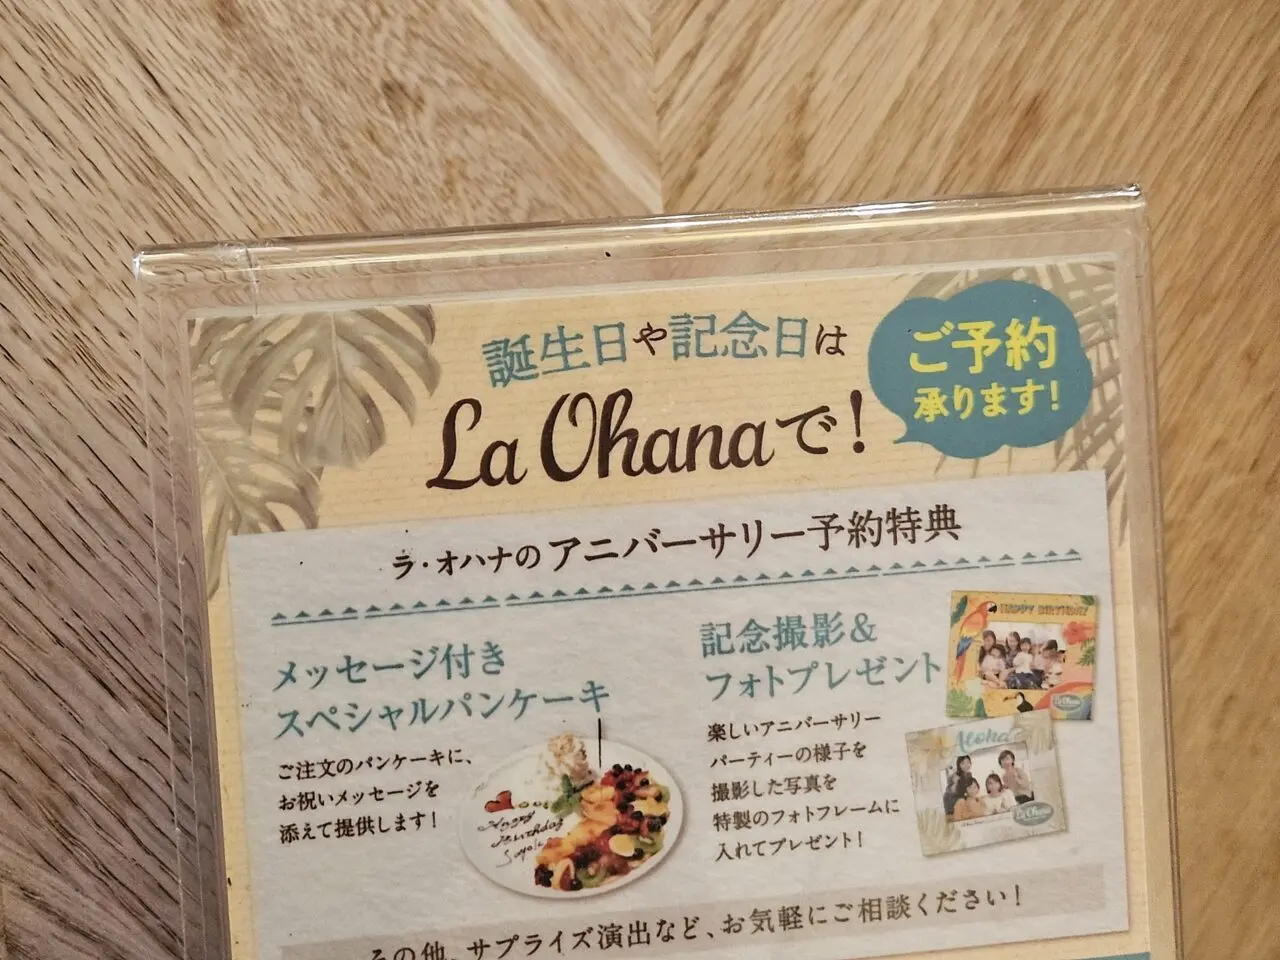 誕生日や記念日は
La Ohanaで!
ご予約
承ります!
ラ・オハナのアニバーサリー予約特典
メッセージ付き
スペシャルパンケーキ
ご注文のパンケーキに、
お祝いメッセージを
添えて提供します!
Happy
Birthday
記念撮影&
フォトプレゼント
楽しいアニバーサリー
パーティーの様子を
撮影した写真を
特製のフォトフレームに
入れてプレゼント!
HAPPY BIRTHDAY
La Ohana
Aloha
La Ohana
その他、サプライズ演出など、お気軽にご相談ください!